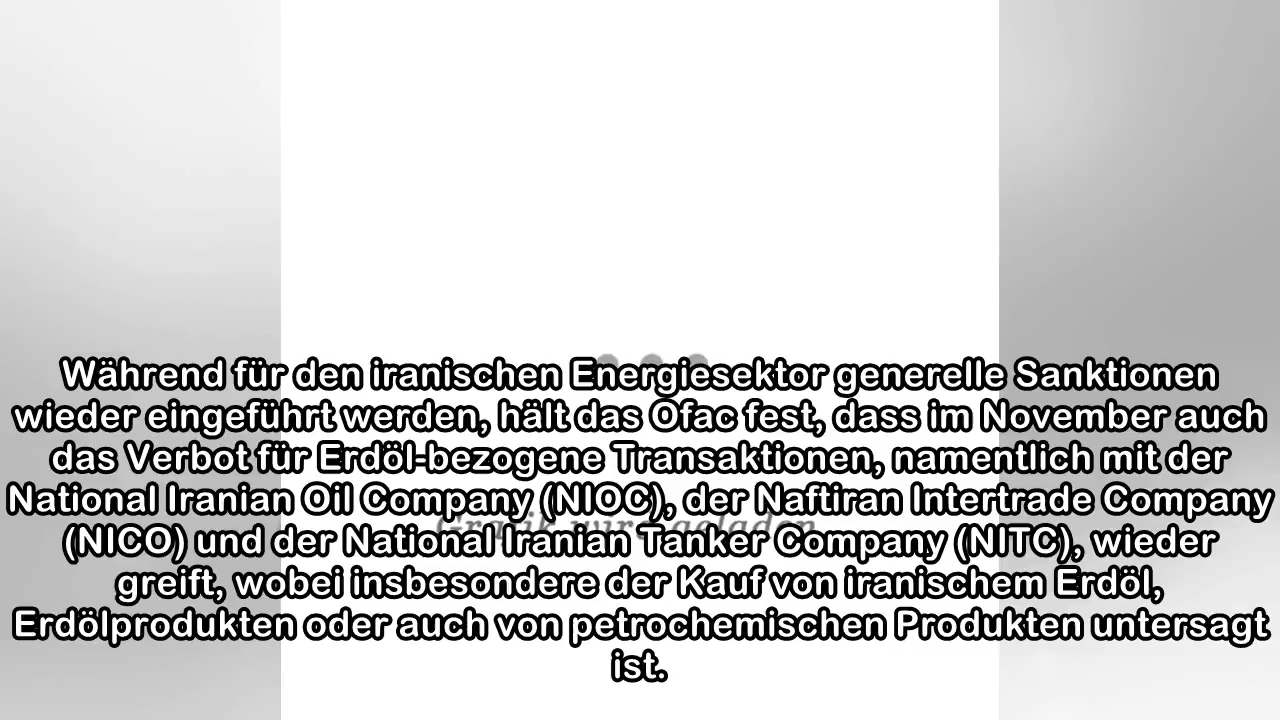 Während für den iranischen Energiesektor generelle Sanktionen
wieder eingeführt werden, hält das Ofac fest, dass im November auch
das Verbot für Erdöl-bezogene Transaktionen, namentlich mit der
National Iranian Oil Company (NIOC), der Naftiran Intertrade Company
(NICO) und der National Iranian Tanker Company (NITC), wieder
greift, wobei insbesondere der Kauf von iranischem Erdöl,
Erdölprodukten oder auch von petrochemischen Produkten untersagt
ist.
Grafik wird geladen